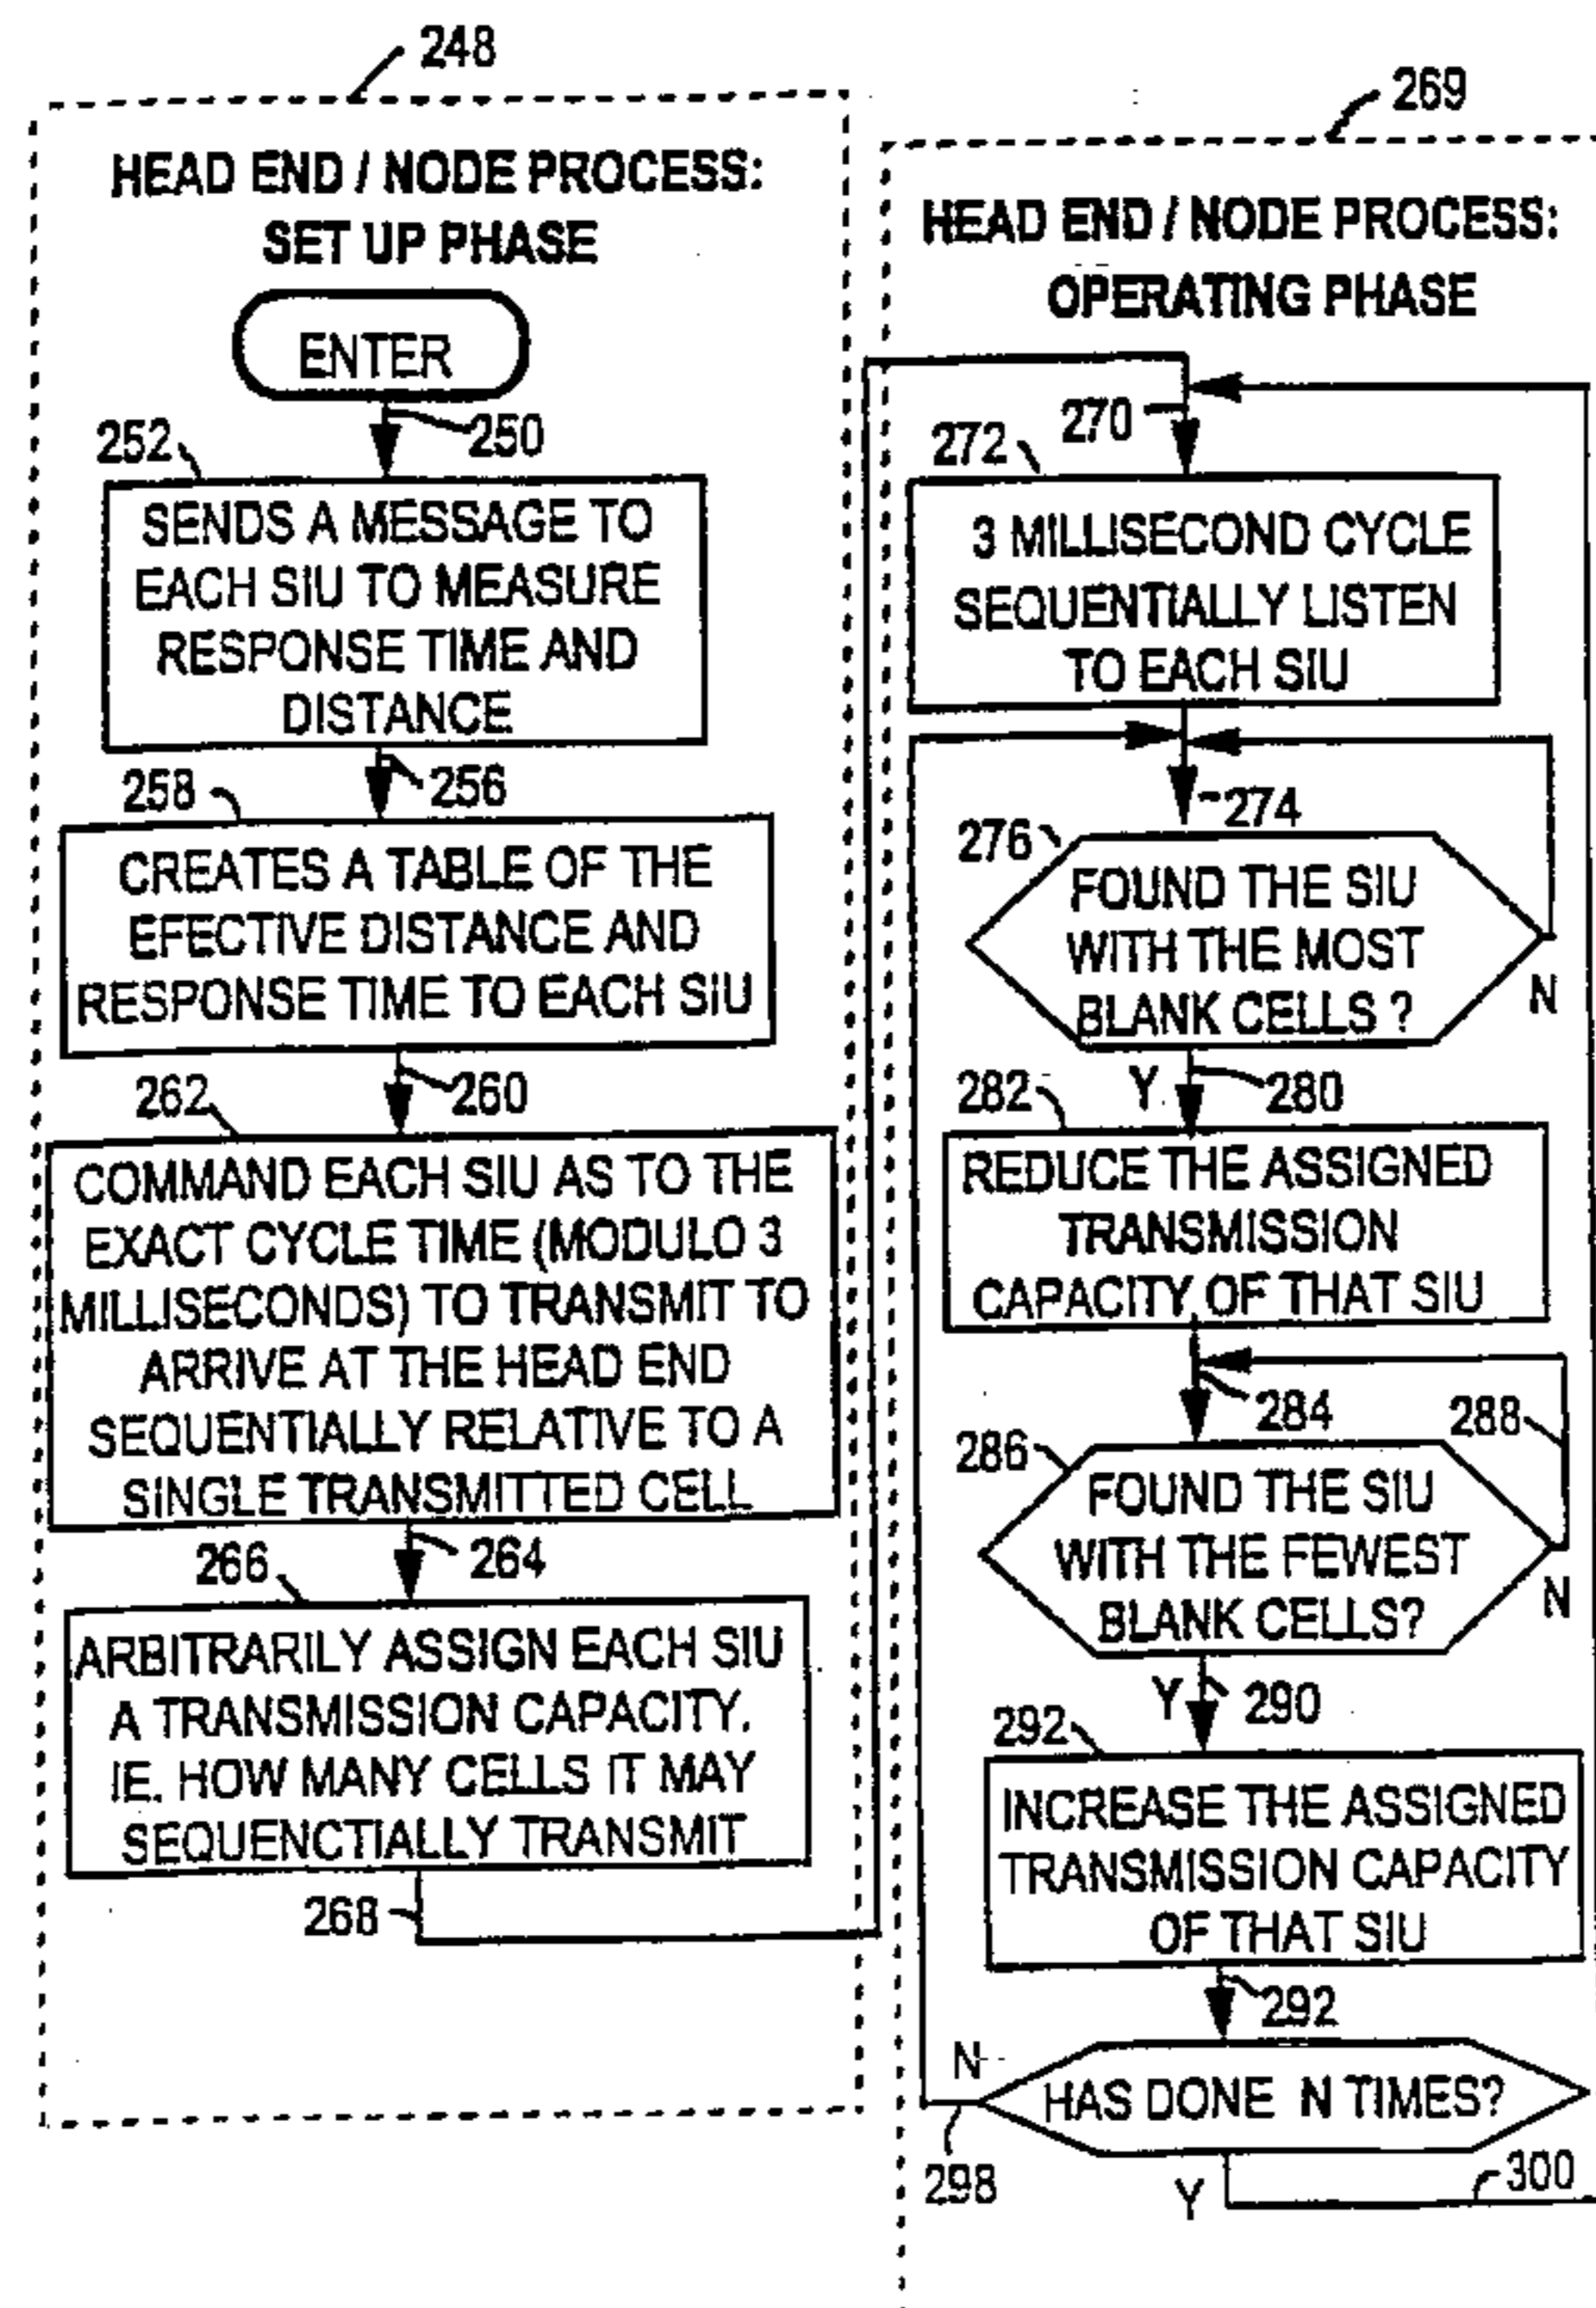 248
HEAD END / NODE PROCESS:
SET UP PHASE
ENTER
250
252
SENDS A MESSAGE TO
EACH SIU TO MEASURE
RESPONSE TIME AND
DISTANCE
256
258
CREATES A TABLE OF THE
EFECTIVE DISTANCE AND
RESPONSE TIME TO EACH SIU
260
262
COMMAND EACH SIU AS TO THE
EXACT CYCLE TIME (MODULO 3
MILLISECONDS) TO TRANSMIT TO
ARRIVE AT THE HEAD END
SEQUENTIALLY RELATIVE TO A
SINGLE TRANSMITTED CELL
264
266
ARBITRARILY ASSIGN EACH SIU
A TRANSMISSION CAPACITY.
IE. HOW MANY CELLS IT MAY
SEQUENCTIALLY TRANSMIT
268
269
HEAD END / NODE PROCESS:
OPERATING PHASE
270
272
3 MILLISECOND CYCLE
SEQUENTIALLY LISTEN
TO EACH SIU
274
276
FOUND THE SIU
WITH THE MOST
BLANK CELLS ?
N
Y
280
282
REDUCE THE ASSIGNED
TRANSMISSION
CAPACITY OF THAT SIU
284
288
286
FOUND THE SIU
WITH THE FEWEST
BLANK CELLS?
N
Y
290
292
INCREASE THE ASSIGNED
TRANSMISSION CAPACITY
OF THAT SIU
292
N
HAS DONE N TIMES?
298
Y
300